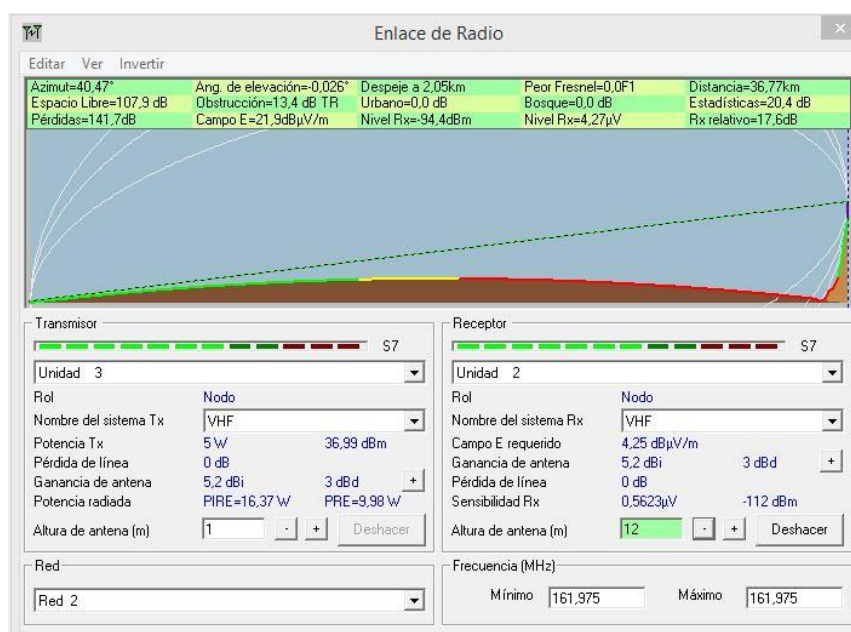 Enlace de Radio
Editar Ver Invertir
Azimut=40,47° Ang. de elevación=-0,026° Despeje a 2,05km Peor Fresnel=0,0F1 Distancia=36,77km
Espacio Libre=107,9 dB Obstrucción=13,4 dB TR Urbano=0,0 dB Bosque=0,0 dB Estadísticas=20,4 dB
Pérdidas=141,7dB Campo E=21,9dBµV/m Nivel Rx=-94,4dBm Nivel Rx=4,27µV Rx relativo=17,6dB
Transmisor
S7
Unidad 3
Rol Nodo
Nombre del sistema Tx VHF
Potencia Tx 5 W 36,99 dBm
Pérdida de línea 0 dB
Ganancia de antena 5,2 dBi 3 dBd +
Potencia radiada PIRE=16,37 W PRE=9,98 W
Altura de antena (m) 1 - + Deshacer
Receptor
S7
Unidad 2
Rol Nodo
Nombre del sistema Rx VHF
Campo E requerido 4,25 dBµV/m
Ganancia de antena 5,2 dBi 3 dBd +
Pérdida de línea 0 dB
Sensibilidad Rx 0,5623µV -112 dBm
Altura de antena (m) 12 - + Deshacer
Red
Red 2
Frecuencia (MHz)
Mínimo 161,975 Máximo 161,975